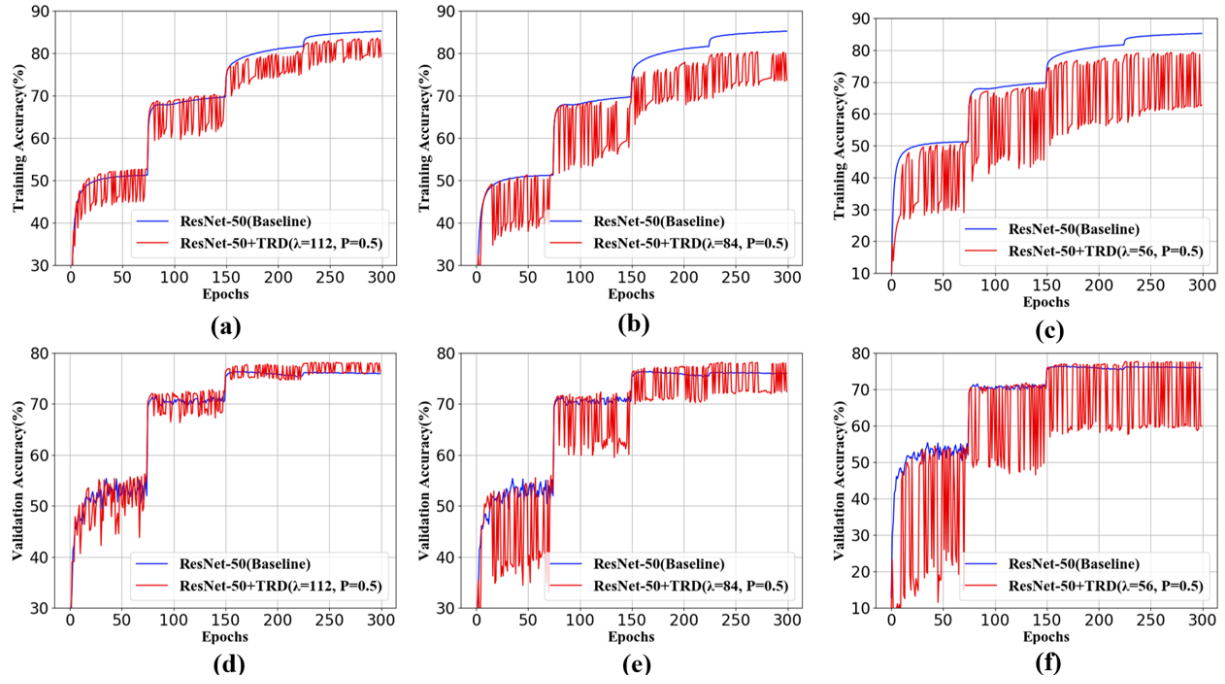 90
80
70
60
50
40
30
Training Accuracy(%)
ResNet-50(Baseline)
ResNet-50+TRD(λ=112, P=0.5)
0 50 100 150 200 250 300
Epochs
(a)
90
80
70
60
50
40
30
Training Accuracy(%)
ResNet-50(Baseline)
ResNet-50+TRD(λ=84, P=0.5)
0 50 100 150 200 250 300
Epochs
(b)
90
80
70
60
50
40
30
20
10
Training Accuracy(%)
ResNet-50(Baseline)
ResNet-50+TRD(λ=56, P=0.5)
0 50 100 150 200 250 300
Epochs
(c)
80
70
60
50
40
30
Validation Accuracy(%)
ResNet-50(Baseline)
ResNet-50+TRD(λ=112, P=0.5)
0 50 100 150 200 250 300
Epochs
(d)
80
70
60
50
40
30
Validation Accuracy(%)
ResNet-50(Baseline)
ResNet-50+TRD(λ=84, P=0.5)
0 50 100 150 200 250 300
Epochs
(e)
80
70
60
50
40
30
20
10
Validation Accuracy(%)
ResNet-50(Baseline)
ResNet-50+TRD(λ=56, P=0.5)
0 50 100 150 200 250 300
Epochs
(f)